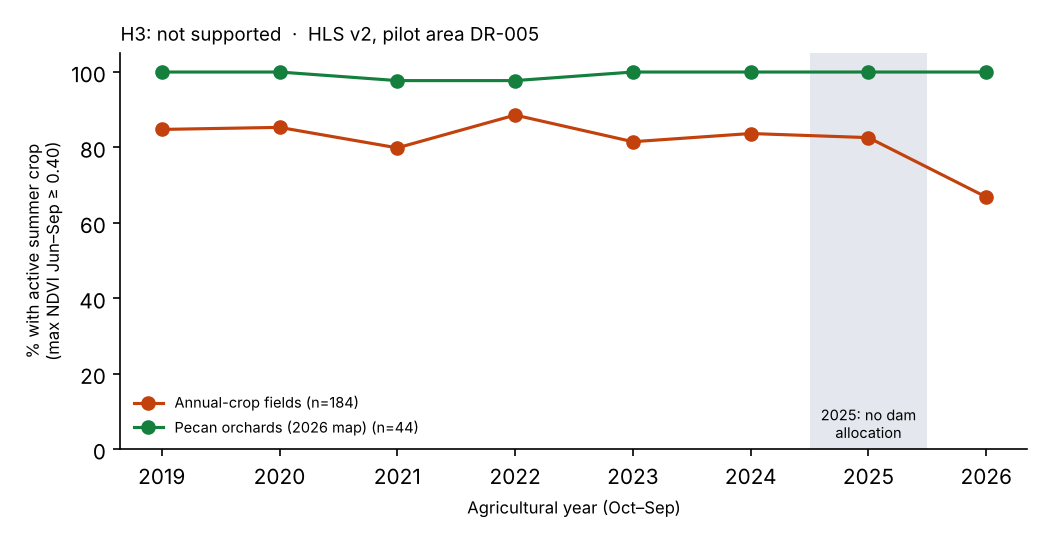 H3: not supported · HLS v2, pilot area DR-005
% with active summer crop
(max NDVI Jun–Sep ≥ 0.40)
100
80
60
40
20
0
Annual-crop fields (n=184)
Pecan orchards (2026 map) (n=44)
2025: no dam
allocation
2019 2020 2021 2022 2023 2024 2025 2026
Agricultural year (Oct–Sep)